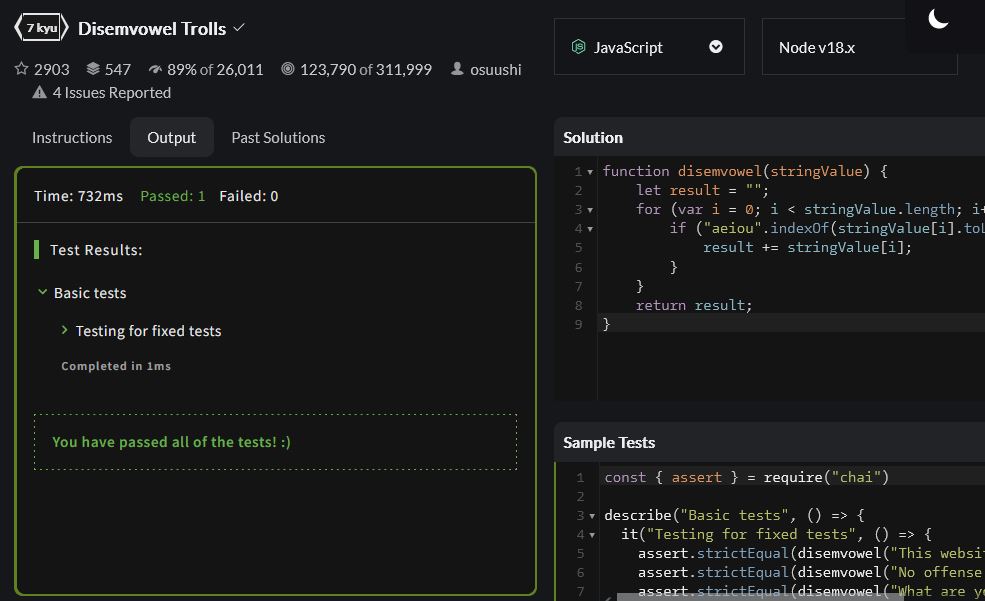 7 kyu Disemvowel Trolls
2903 547 89% of 26,011 123,790 of 311,999 osuushi
4 Issues Reported
JavaScript
Node v18.x
Instructions Output Past Solutions
Time: 732ms Passed: 1 Failed: 0
Test Results:
Basic tests
Testing for fixed tests
Completed in 1ms
You have passed all of the tests! :)
Solution
1 function disemvowel(stringValue) {
2 let result = "";
3 for (var i = 0; i < stringValue.length; i+
4 if ("aeiou".indexOf(stringValue[i].toL
5 result += stringValue[i];
6 }
7 }
8 return result;
9 }
Sample Tests
1 const { assert } = require("chai")
2
3 describe("Basic tests", () => {
4 it("Testing for fixed tests", () => {
5 assert.strictEqual(disemvowel("This websi
6 assert.strictEqual(disemvowel("No offense
7 assert.strictEqual(disemvowel("What are yo